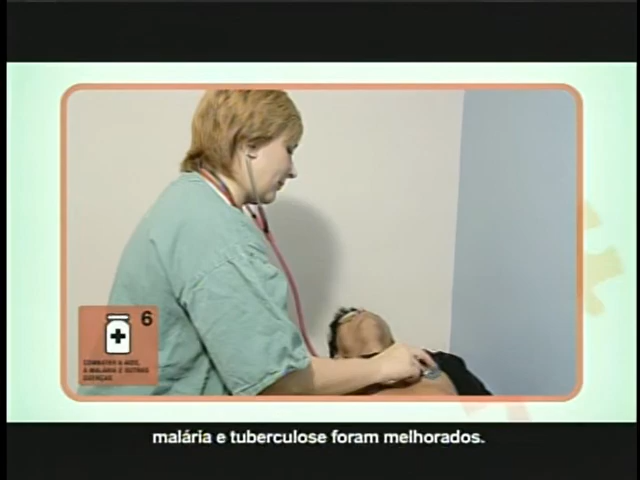 6
COMBATER A AIDS,
A MALÁRIA E OUTRAS
DOENÇAS
malária e tuberculose foram melhorados.